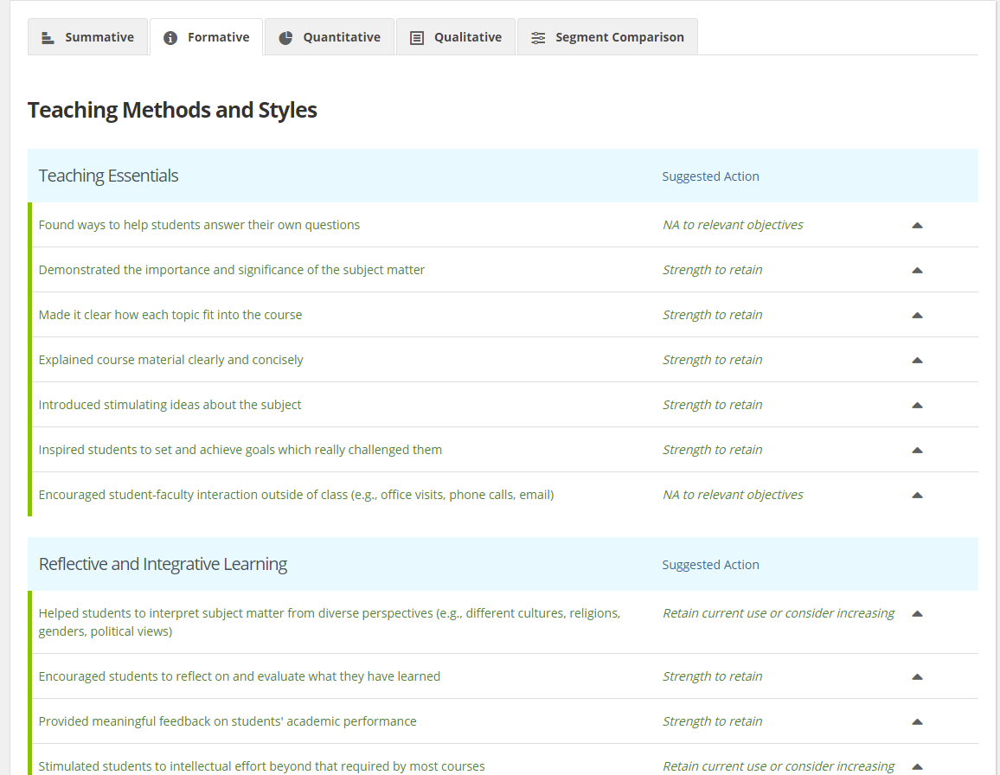 Summative Formative Quantitative Qualitative Segment Comparison
Teaching Methods and Styles
Teaching Essentials Suggested Action
Found ways to help students answer their own questions NA to relevant objectives
Demonstrated the importance and significance of the subject matter Strength to retain
Made it clear how each topic fit into the course Strength to retain
Explained course material clearly and concisely Strength to retain
Introduced stimulating ideas about the subject Strength to retain
Inspired students to set and achieve goals which really challenged them Strength to retain
Encouraged student-faculty interaction outside of class (e.g., office visits, phone calls, email) NA to relevant objectives
Reflective and Integrative Learning Suggested Action
Helped students to interpret subject matter from diverse perspectives (e.g., different cultures, religions, Retain current use or consider increasing
genders, political views)
Encouraged students to reflect on and evaluate what they have learned Strength to retain
Provided meaningful feedback on students' academic performance Strength to retain
Stimulated students to intellectual effort beyond that required by most courses Retain current use or consider increasing